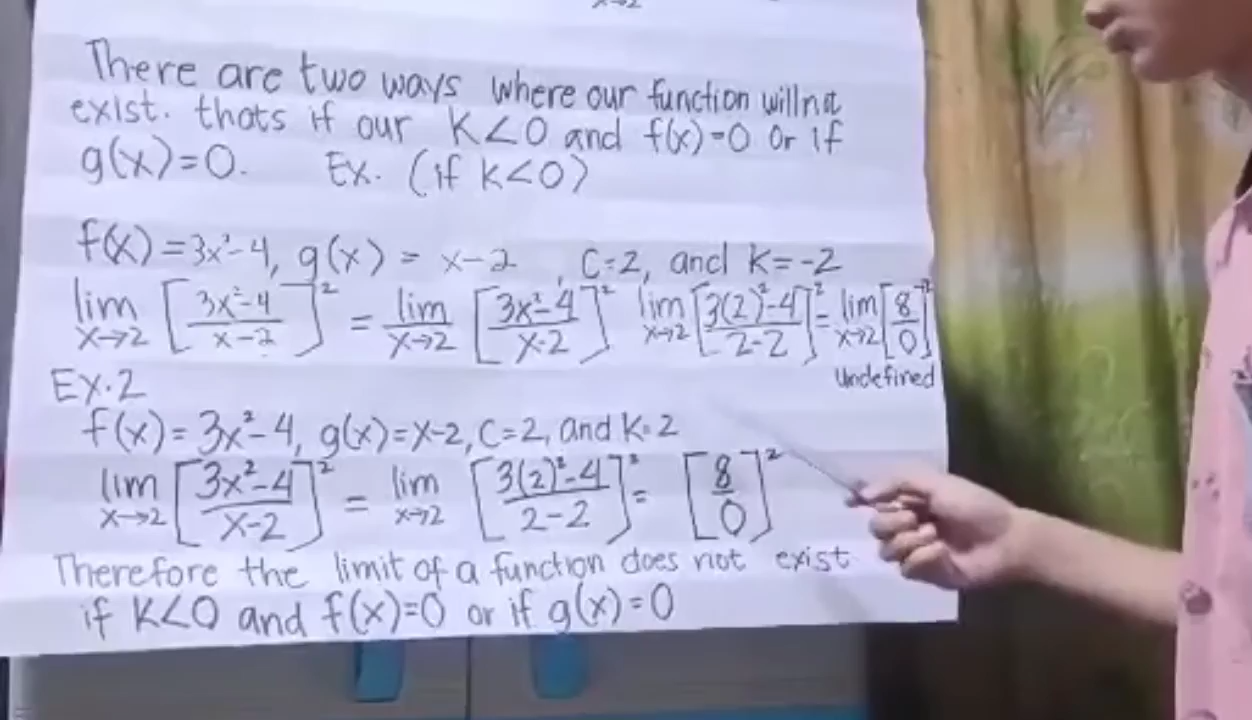 x→2
There are two ways where our function will not
exist. thats if our K<0 and f(x)=0 or if
g(x)=0. Ex. (if k<0)
f(x)=3x²-4, g(x) = x-2, C=2, and K=-2
lim x→2 [3x²-4 / x-2]⁻² = lim x→2 [3x²-4 / x-2]² lim x→2 [3(2)²-4 / 2-2]² = lim x→2 [8/0]⁻²
Undefined
EX.2
f(x)=3x²-4, g(x)=x-2, C=2, and K=2
lim x→2 [3x²-4 / x-2]² = lim x→2 [3(2)²-4 / 2-2]² = [8/0]²
Therefore the limit of a function does not exist
if K<0 and f(x)=0 or if g(x)=0